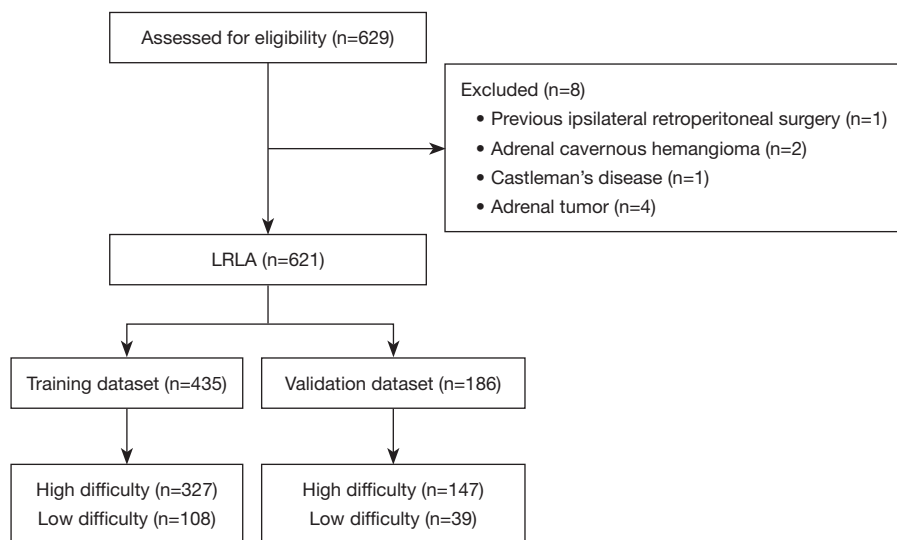 Assessed for eligibility (n=629)
Excluded (n=8)
• Previous ipsilateral retroperitoneal surgery (n=1)
• Adrenal cavernous hemangioma (n=2)
• Castleman's disease (n=1)
• Adrenal tumor (n=4)
LRLA (n=621)
Training dataset (n=435)
Validation dataset (n=186)
High difficulty (n=327)
Low difficulty (n=108)
High difficulty (n=147)
Low difficulty (n=39)